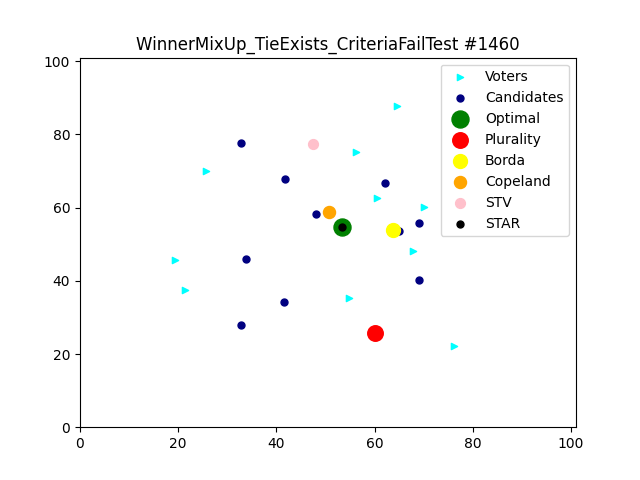 WinnerMixUp_TieExists_CriteriaFailTest #1460
100
80
60
40
20
0
0
20
40
60
80
100
Voters
Candidates
Optimal
Plurality
Borda
Copeland
STV
STAR